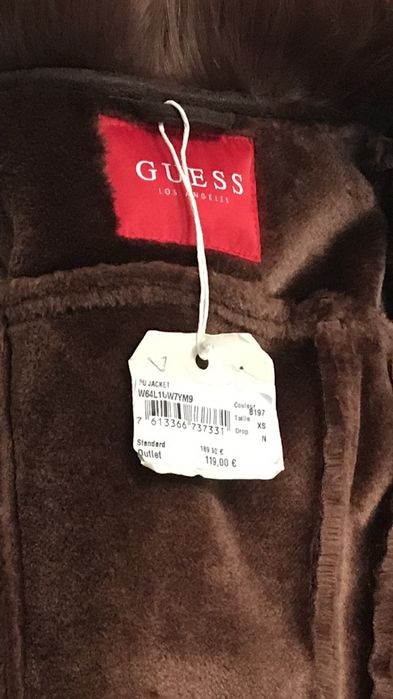 GUESS
LOS ANGELES
PU JACKET
W64L16W7YM9
Couleur 8197
Taille XS
Drop N
7 613366 737331
Standard 189,90 €
Outlet 119,00 €